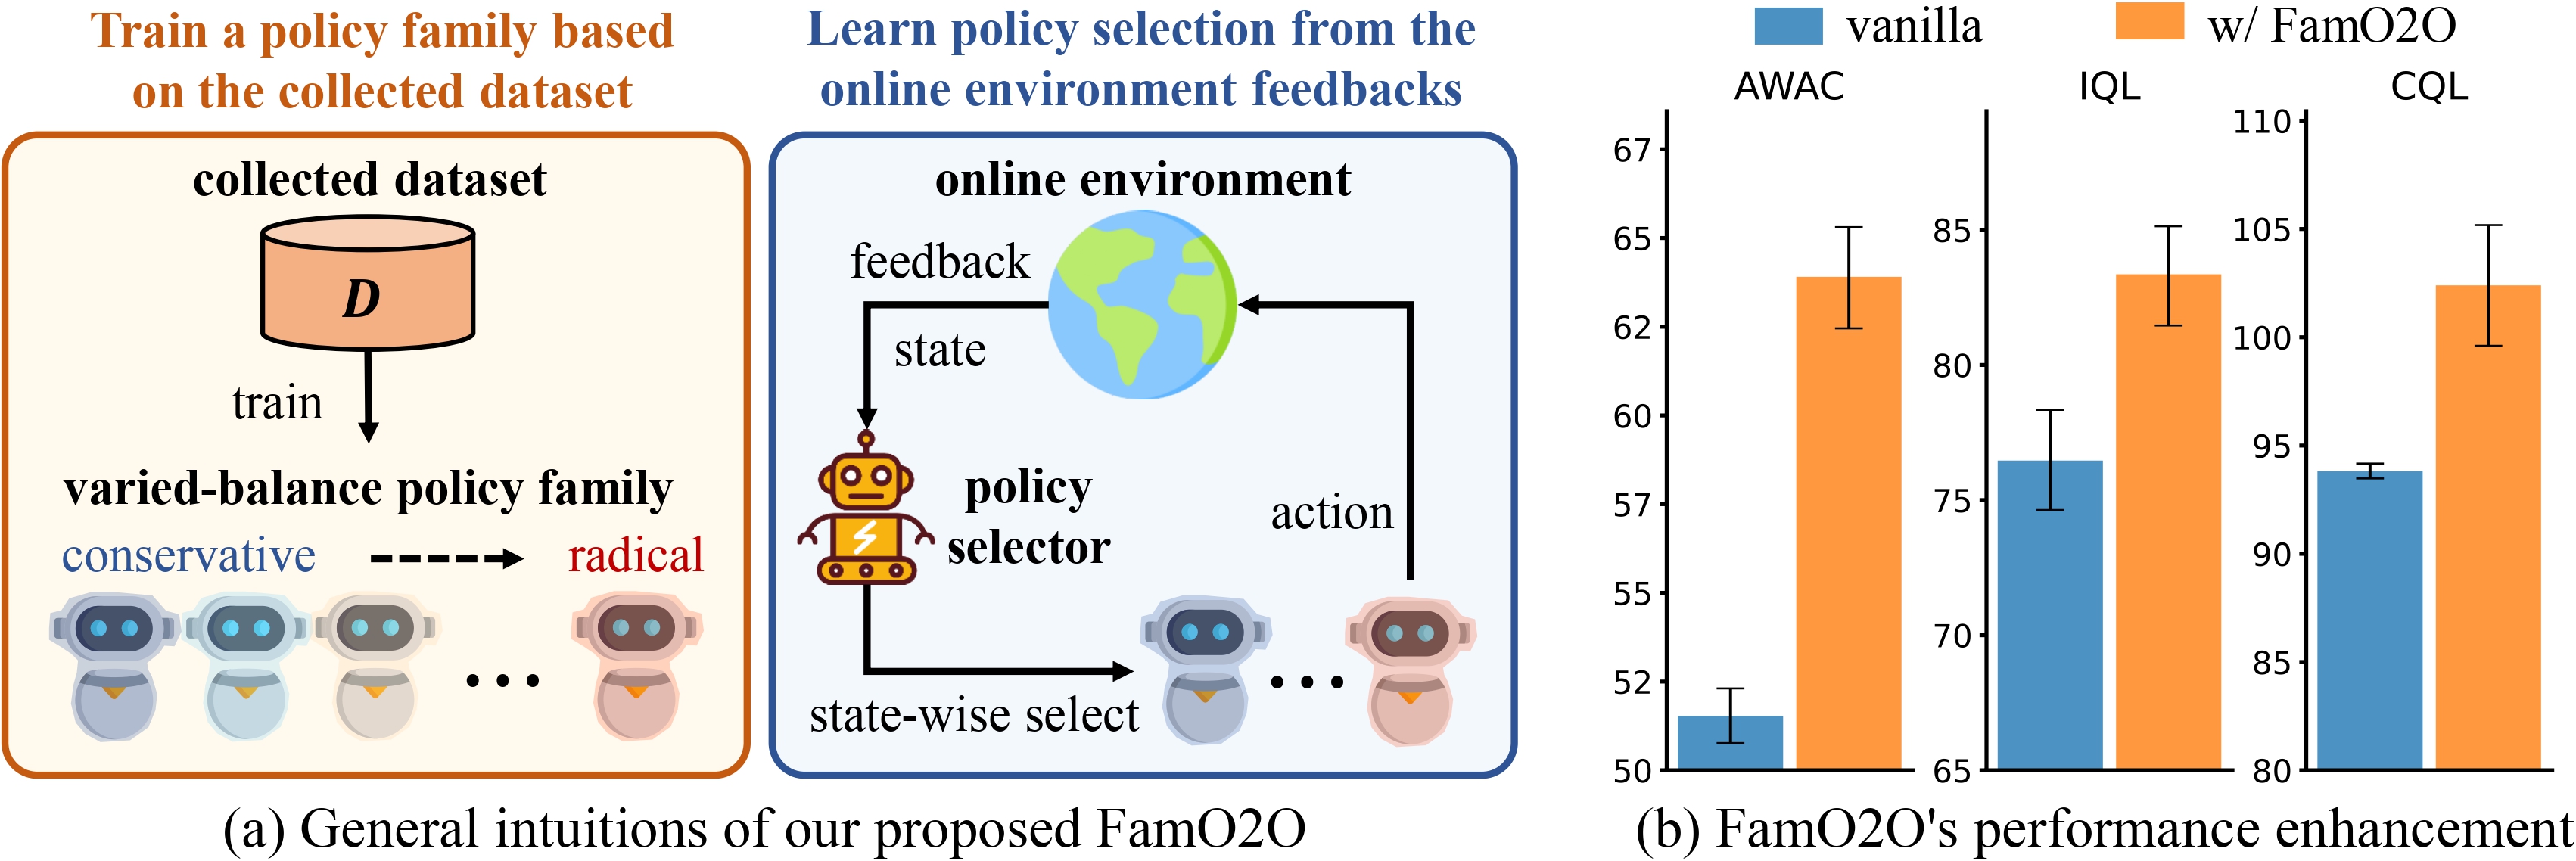 Train a policy family based
on the collected dataset
collected dataset
D
train
varied-balance policy family
conservative
radical
Learn policy selection from the
online environment feedbacks
online environment
feedback
state
policy
selector
action
state-wise select
(a) General intuitions of our proposed FamO2O
vanilla
w/ FamO2O
AWAC
67
65
62
60
57
55
52
50
IQL
85
80
75
70
65
CQL
110
105
100
95
90
85
80
(b) FamO2O's performance enhancement